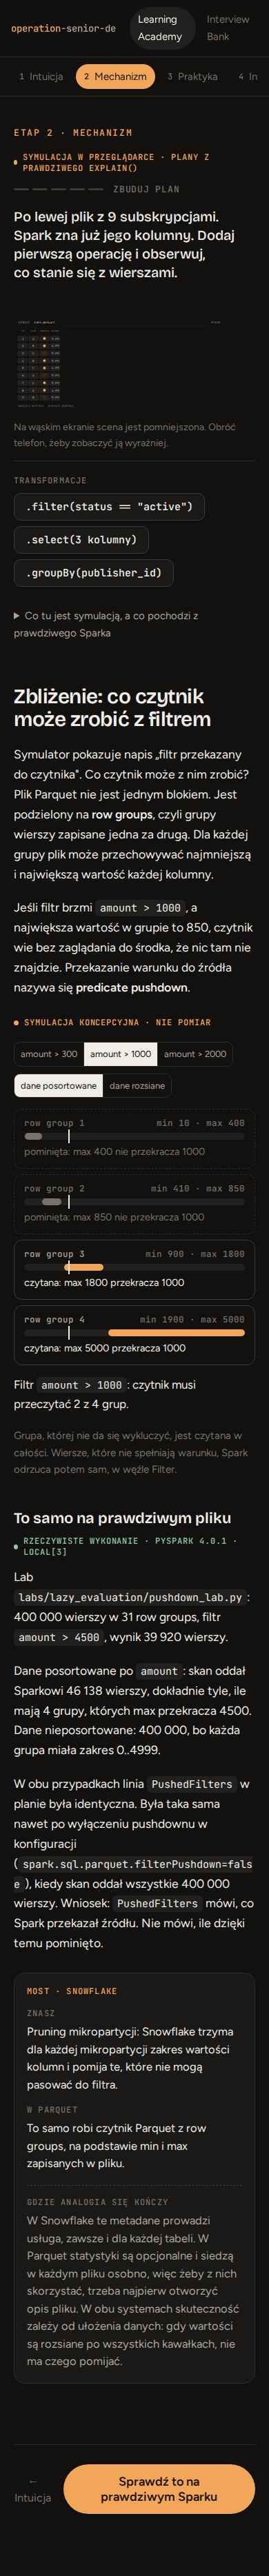 operation-senior-de
Learning
Academy
Interview
Bank
1 Intuicja
2 Mechanizm
3 Praktyka
4 In
ETAP 2 · MECHANIZM
SYMULACJA W PRZEGLĄDARCE · PLANY Z
PRAWDZIWEGO EXPLAIN()
ZBUDUJ PLAN
Po lewej plik z 9 subskrypcjami.
Spark zna już jego kolumny. Dodaj
pierwszą operację i obserwuj,
co stanie się z wierszami.
Na wąskim ekranie scena jest pomniejszona. Obróć
telefon, żeby zobaczyć ją wyraźniej.
TRANSFORMACJE
.filter(status == "active")
.select(3 kolumny)
.groupBy(publisher_id)
▶ Co tu jest symulacją, a co pochodzi z
prawdziwego Sparka
Zbliżenie: co czytnik
może zrobić z filtrem
Symulator pokazuje napis „filtr przekazany
do czytnika". Co czytnik może z nim zrobić?
Plik Parquet nie jest jednym blokiem. Jest
podzielony na row groups, czyli grupy
wierszy zapisane jedna za drugą. Dla każdej
grupy plik może przechowywać najmniejszą
i największą wartość każdej kolumny.
Jeśli filtr brzmi amount > 1000, a
największa wartość w grupie to 850, czytnik
wie bez zaglądania do środka, że nic tam nie
znajdzie. Przekazanie warunku do źródła
nazywa się predicate pushdown.
SYMULACJA KONCEPCYJNA · NIE POMIAR
amount > 300
amount > 1000
amount > 2000
dane posortowane
dane rozsiane
row group 1
min 10 · max 400
pominięta: max 400 nie przekracza 1000
row group 2
min 410 · max 850
pominięta: max 850 nie przekracza 1000
row group 3
min 900 · max 1800
czytana: max 1800 przekracza 1000
row group 4
min 1900 · max 5000
czytana: max 5000 przekracza 1000
Filtr amount > 1000: czytnik musi
przeczytać 2 z 4 grup.
Grupa, której nie da się wykluczyć, jest czytana w
całości. Wiersze, które nie spełniają warunku, Spark
odrzuca potem sam, w węźle Filter.
To samo na prawdziwym pliku
RZECZYWISTE WYKONANIE · PYSPARK 4.0.1 ·
LOCAL[3]
Lab
labs/lazy_evaluation/pushdown_lab.py:
400 000 wierszy w 31 row groups, filtr
amount > 4500, wynik 39 920 wierszy.
Dane posortowane po amount: skan oddał
Sparkowi 46 138 wierszy, dokładnie tyle, ile
mają 4 grupy, których max przekracza 4500.
Dane nieposortowane: 400 000, bo każda
grupa miała zakres 0..4999.
W obu przypadkach linia PushedFilters w
planie była identyczna. Była taka sama
nawet po wyłączeniu pushdownu w
konfiguracji
(spark.sql.parquet.filterPushdown=fals
e), kiedy skan oddał wszystkie 400 000
wierszy. Wniosek: PushedFilters mówi, co
Spark przekazał źródłu. Nie mówi, ile dzięki
temu pominięto.
MOST · SNOWFLAKE
ZNASZ
Pruning mikropartycji: Snowflake trzyma
dla każdej mikropartycji zakres wartości
kolumn i pomija te, które nie mogą
pasować do filtra.
W PARQUET
To samo robi czytnik Parquet z row
groups, na podstawie min i max
zapisanych w pliku.
GDZIE ANALOGIA SIĘ KOŃCZY
W Snowflake te metadane prowadzi
usługa, zawsze i dla każdej tabeli. W
Parquet statystyki są opcjonalne i siedzą
w każdym pliku osobno, więc żeby z nich
skorzystać, trzeba najpierw otworzyć
opis pliku. W obu systemach skuteczność
zależy od ułożenia danych: gdy wartości
są rozsiane po wszystkich kawałkach, nie
ma czego pomijać.
←
Intuicja
Sprawdź to na
prawdziwym Sparku